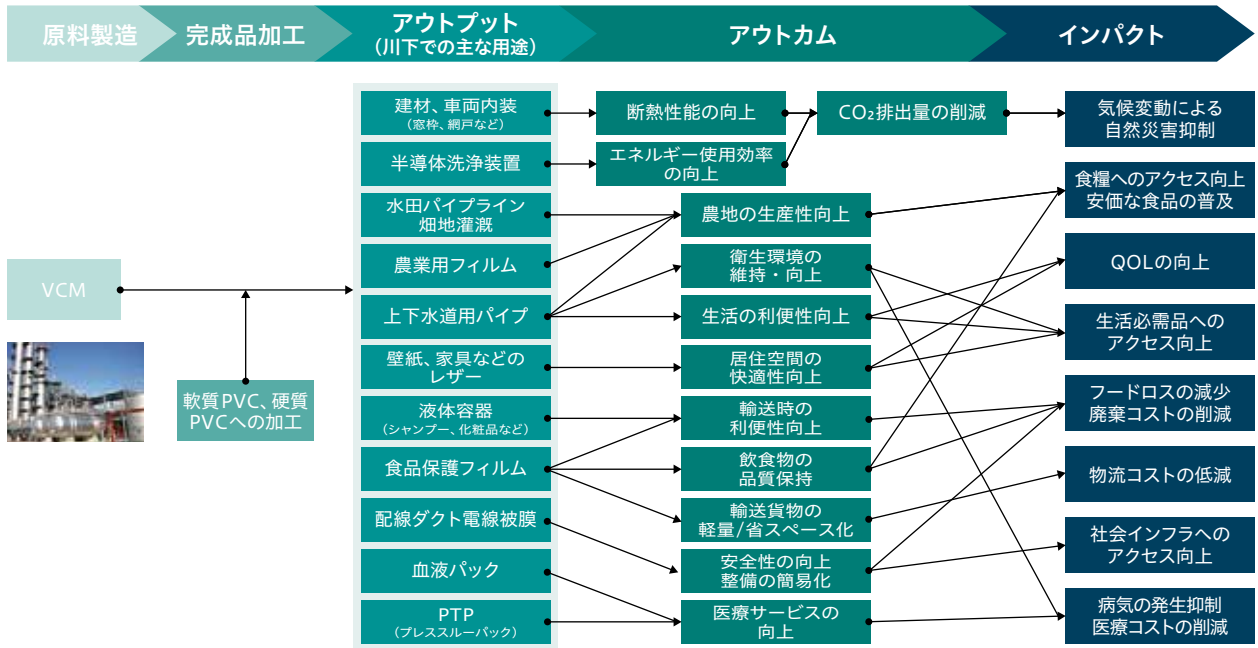 原料製造
完成品加工
アウトプット
（川下での主な用途）
アウトカム
インパクト
VCM
軟質PVC、硬質
PVCへの加工
建材、車両内装
（窓枠、網戸など）
半導体洗浄装置
水田パイプライン
畑地灌漑
農業用フィルム
上下水道用パイプ
壁紙、家具などの
レザー
液体容器
（シャンプー、化粧品など）
食品保護フィルム
配線ダクト電線被膜
血液パック
PTP
（プレススルーパック）
断熱性能の向上
エネルギー使用効率
の向上
CO₂排出量の削減
農地の生産性向上
衛生環境の
維持・向上
生活の利便性向上
居住空間の
快適性向上
輸送時の
利便性向上
飲食物の
品質保持
輸送貨物の
軽量/省スペース化
安全性の向上
整備の簡易化
医療サービスの
向上
気候変動による
自然災害抑制
食糧へのアクセス向上
安価な食品の普及
QOLの向上
生活必需品への
アクセス向上
フードロスの減少
廃棄コストの削減
物流コストの低減
社会インフラへの
アクセス向上
病気の発生抑制
医療コストの削減